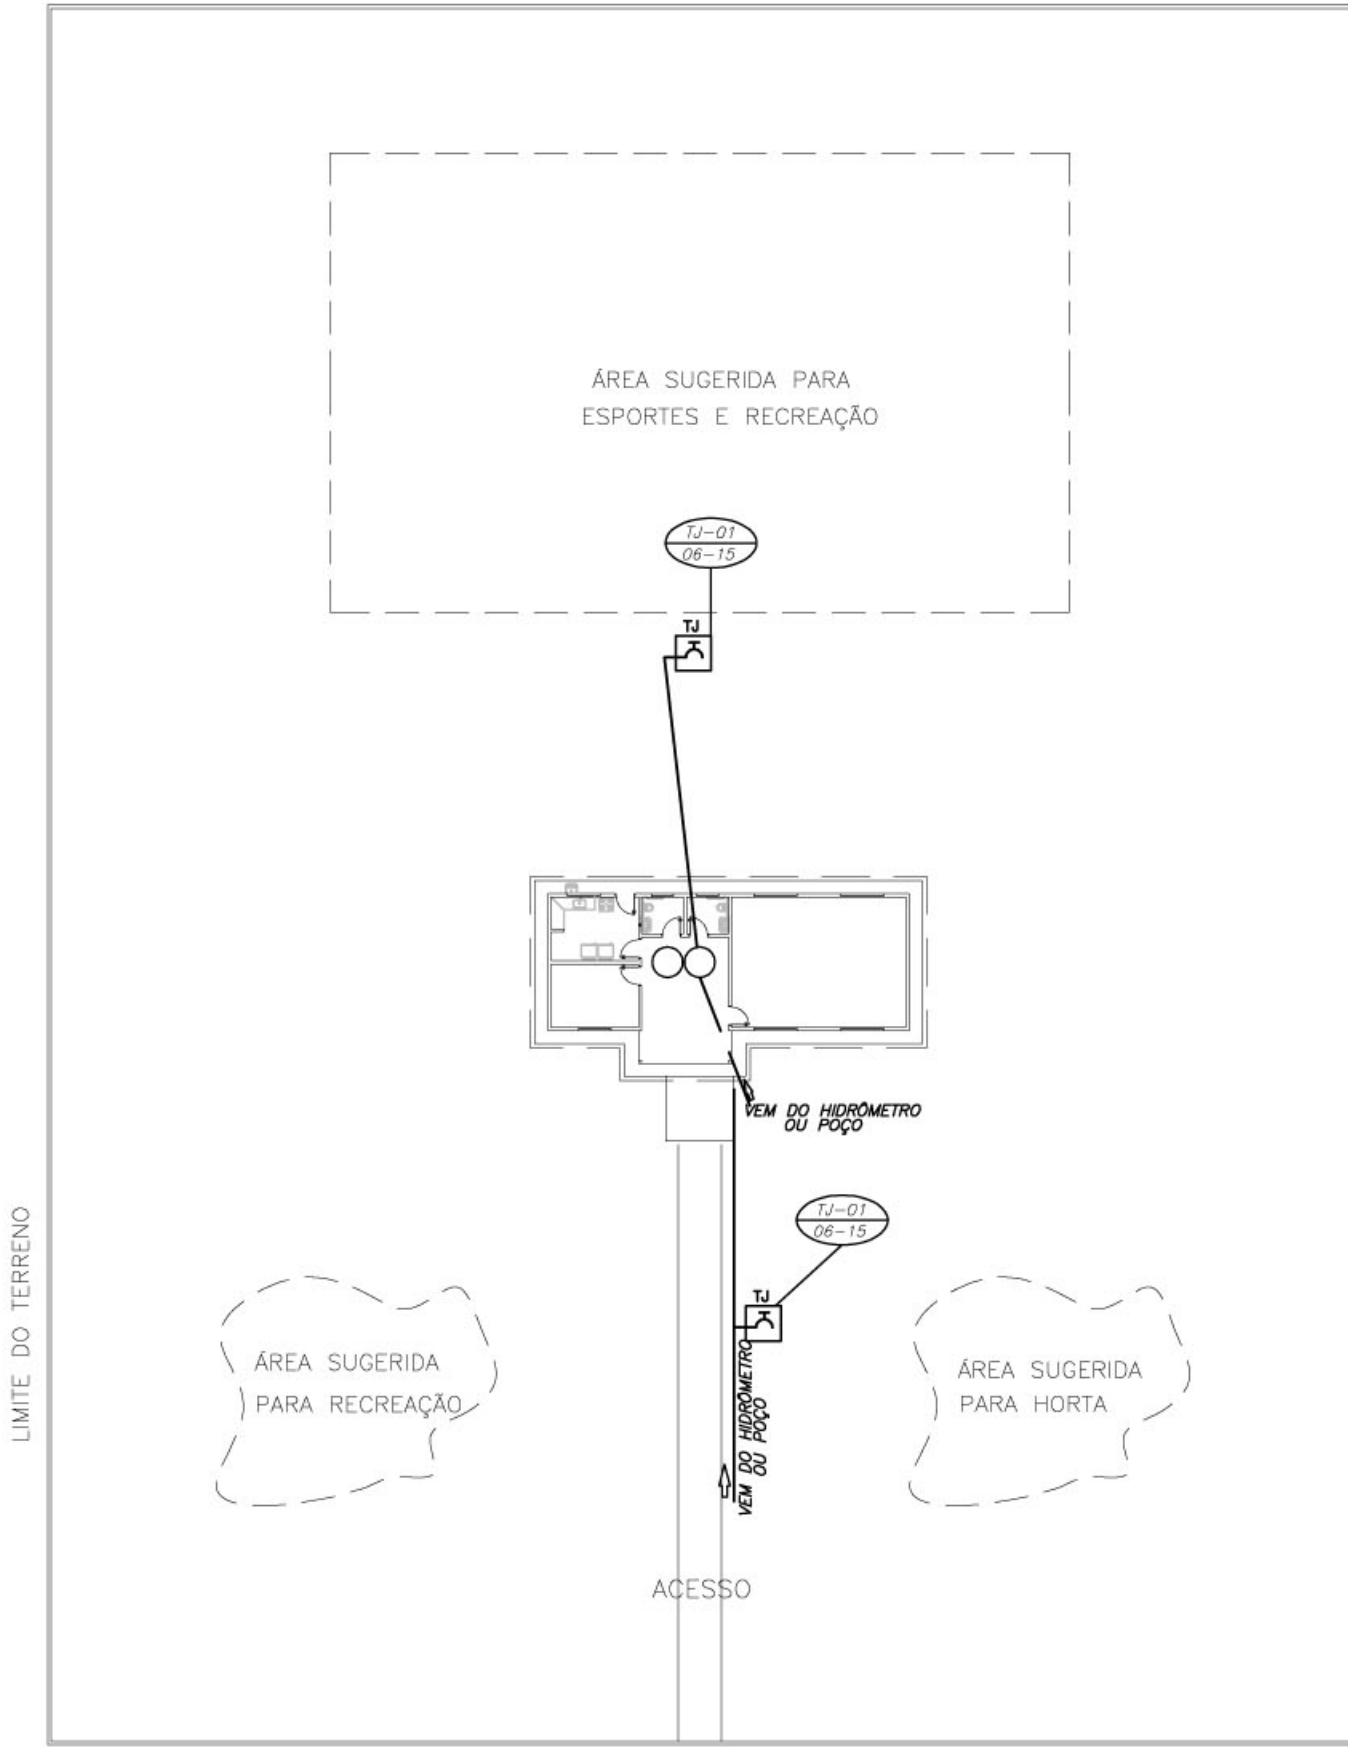 ÁREA SUGERIDA PARA
ESPORTES E RECREAÇÃO
TJ-01
06-15
TJ
VEM DO HIDRÔMETRO
OU POÇO
TJ-01
06-15
TJ
VEM DO HIDRÔMETRO
OU POÇO
LIMITE DO TERRENO
ÁREA SUGERIDA
PARA RECREAÇÃO
ÁREA SUGERIDA
PARA HORTA
ACESSO